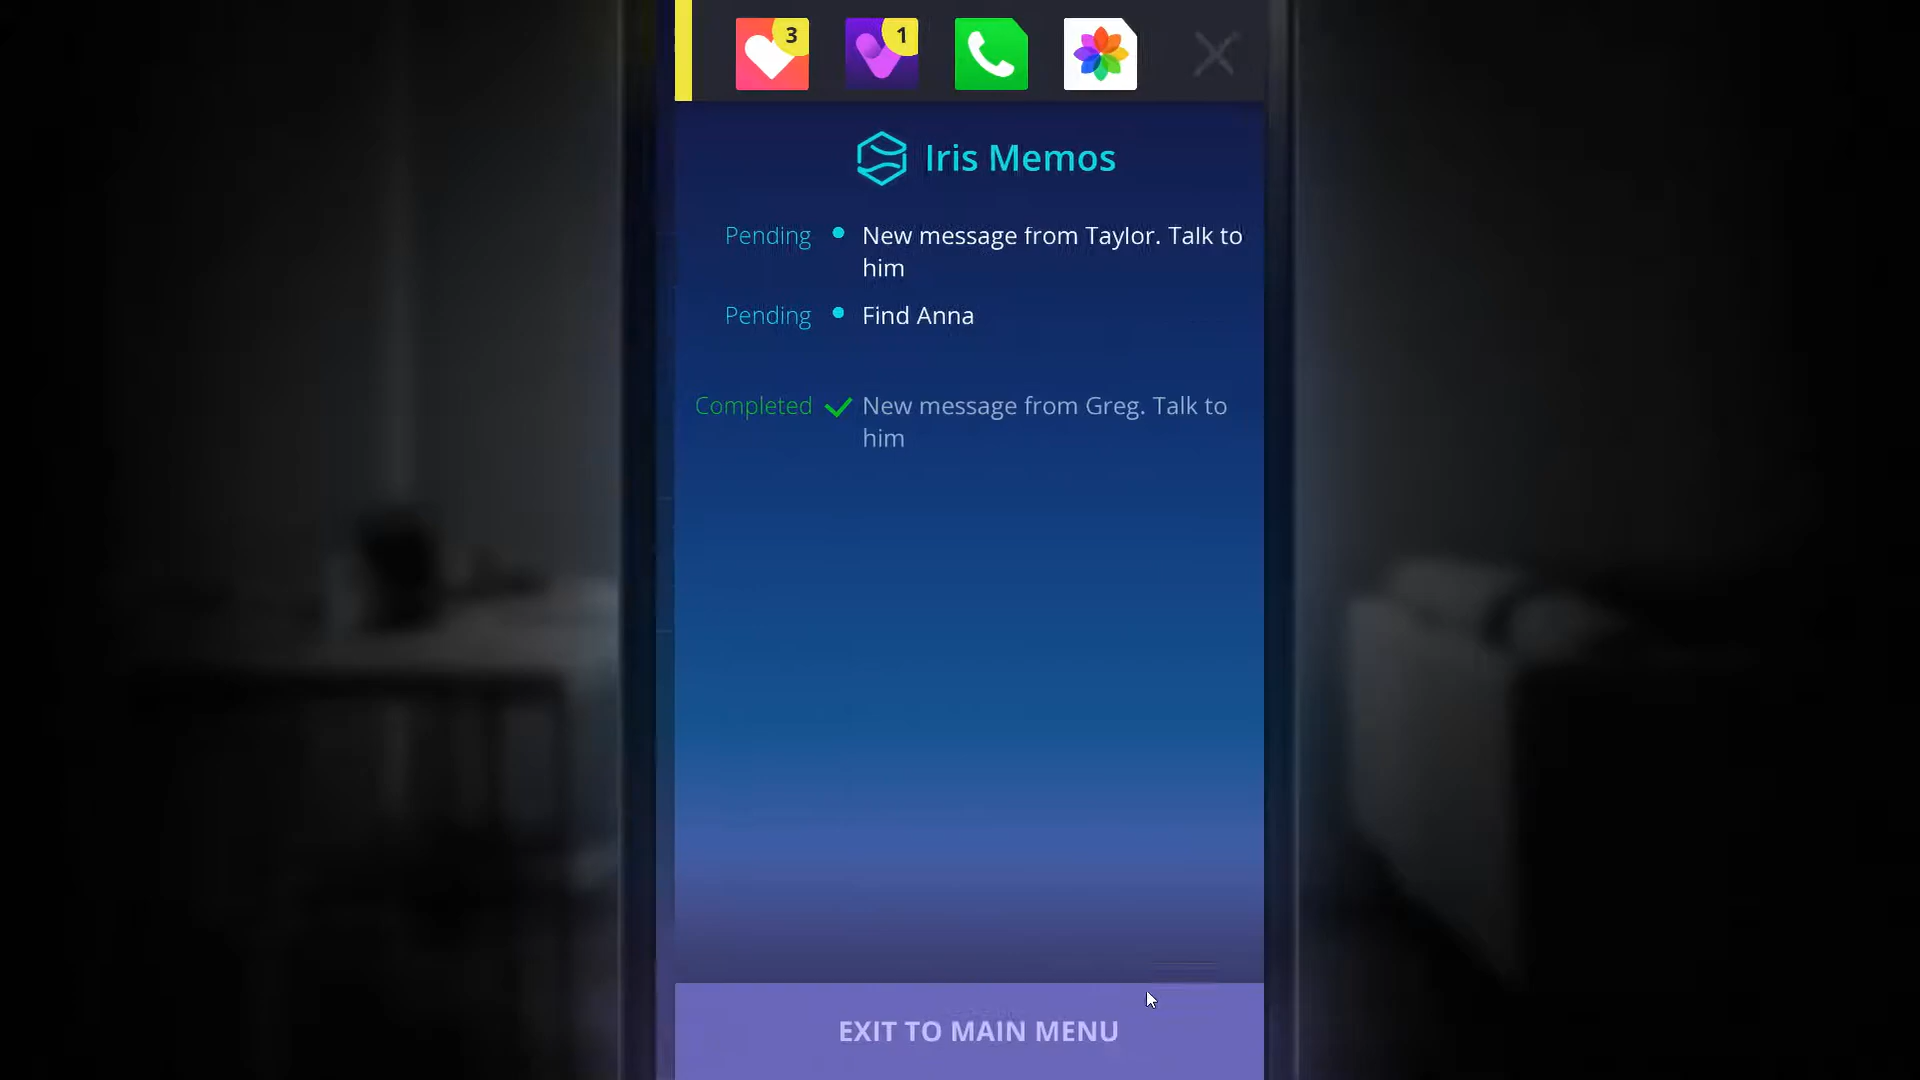 3
1
Iris Memos
Pending New message from Taylor. Talk to
him
Pending Find Anna
Completed New message from Greg. Talk to
him
EXIT TO MAIN MENU